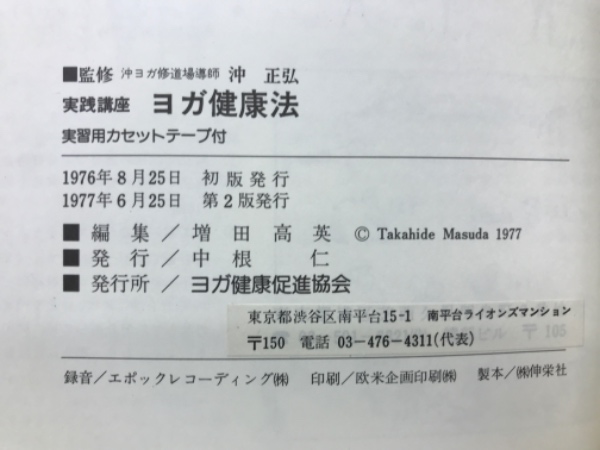 ■監修 沖ヨガ修道場導師 沖 正弘
実践講座 ヨガ健康法
実習用カセットテープ付
1976年8月25日 初版発行
1977年6月25日 第2版発行
■編集／増田高英 © Takahide Masuda 1977
■発行／中根 仁
■発行所／ヨガ健康促進協会
東京都渋谷区南平台15-1 南平台ライオンズマンション
〒150 電話 03-476-4311(代表)
録音／エポックレコーディング㈱ 印刷／欧米企画印刷㈱ 製本／㈱伸栄社